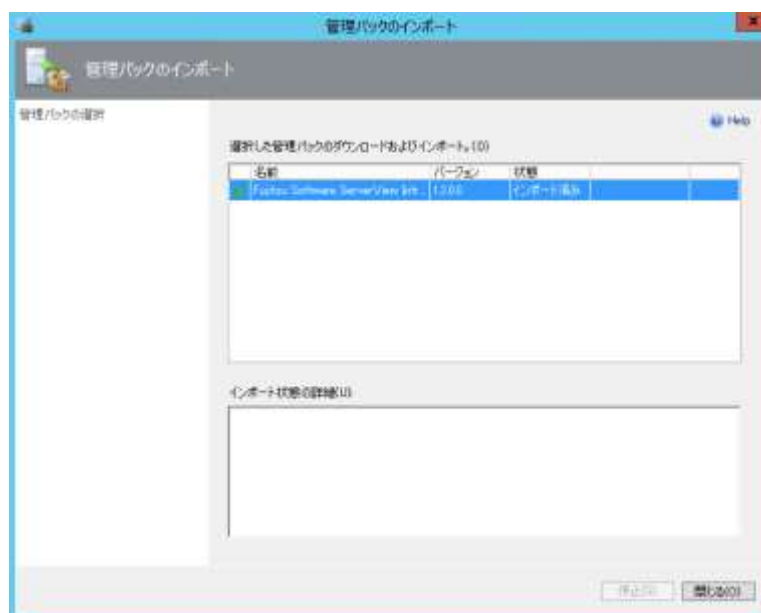 管理パックのインポート
管理パックのインポート
管理パックの選択
Help
選択した管理パックのダウンロードおよびインポート。(O)
名前 バージョン 状態
Fujitsu Software ServerView インポート済み
インポート状態の詳細(U)
停止(S) 閉じる(O)